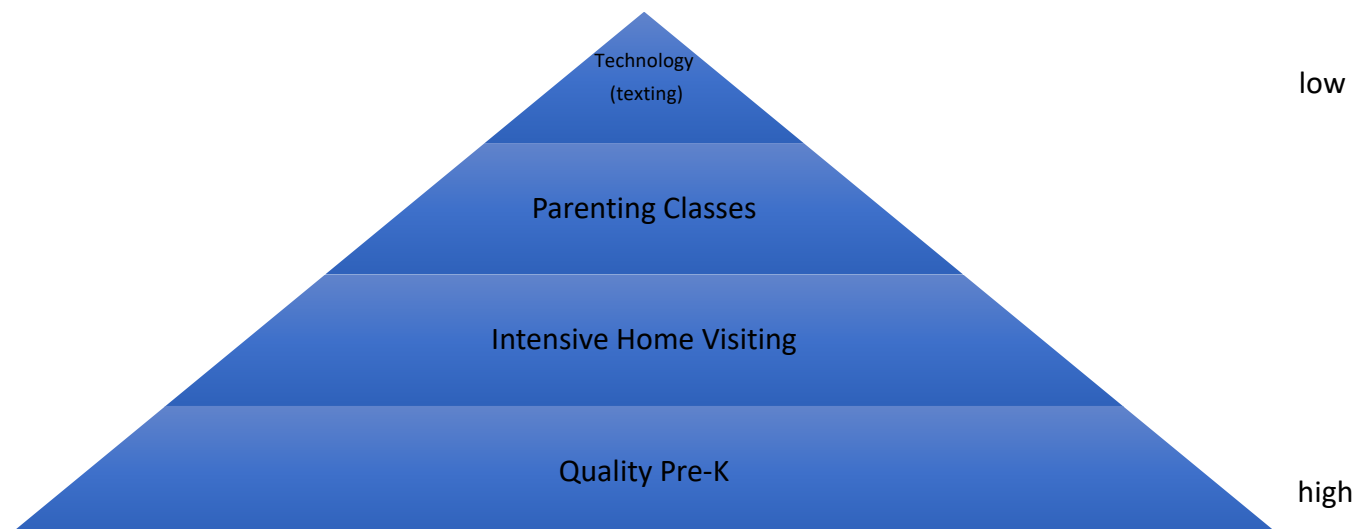 Technology
(texting)
low
Parenting Classes
Intensive Home Visiting
Quality Pre-K
high